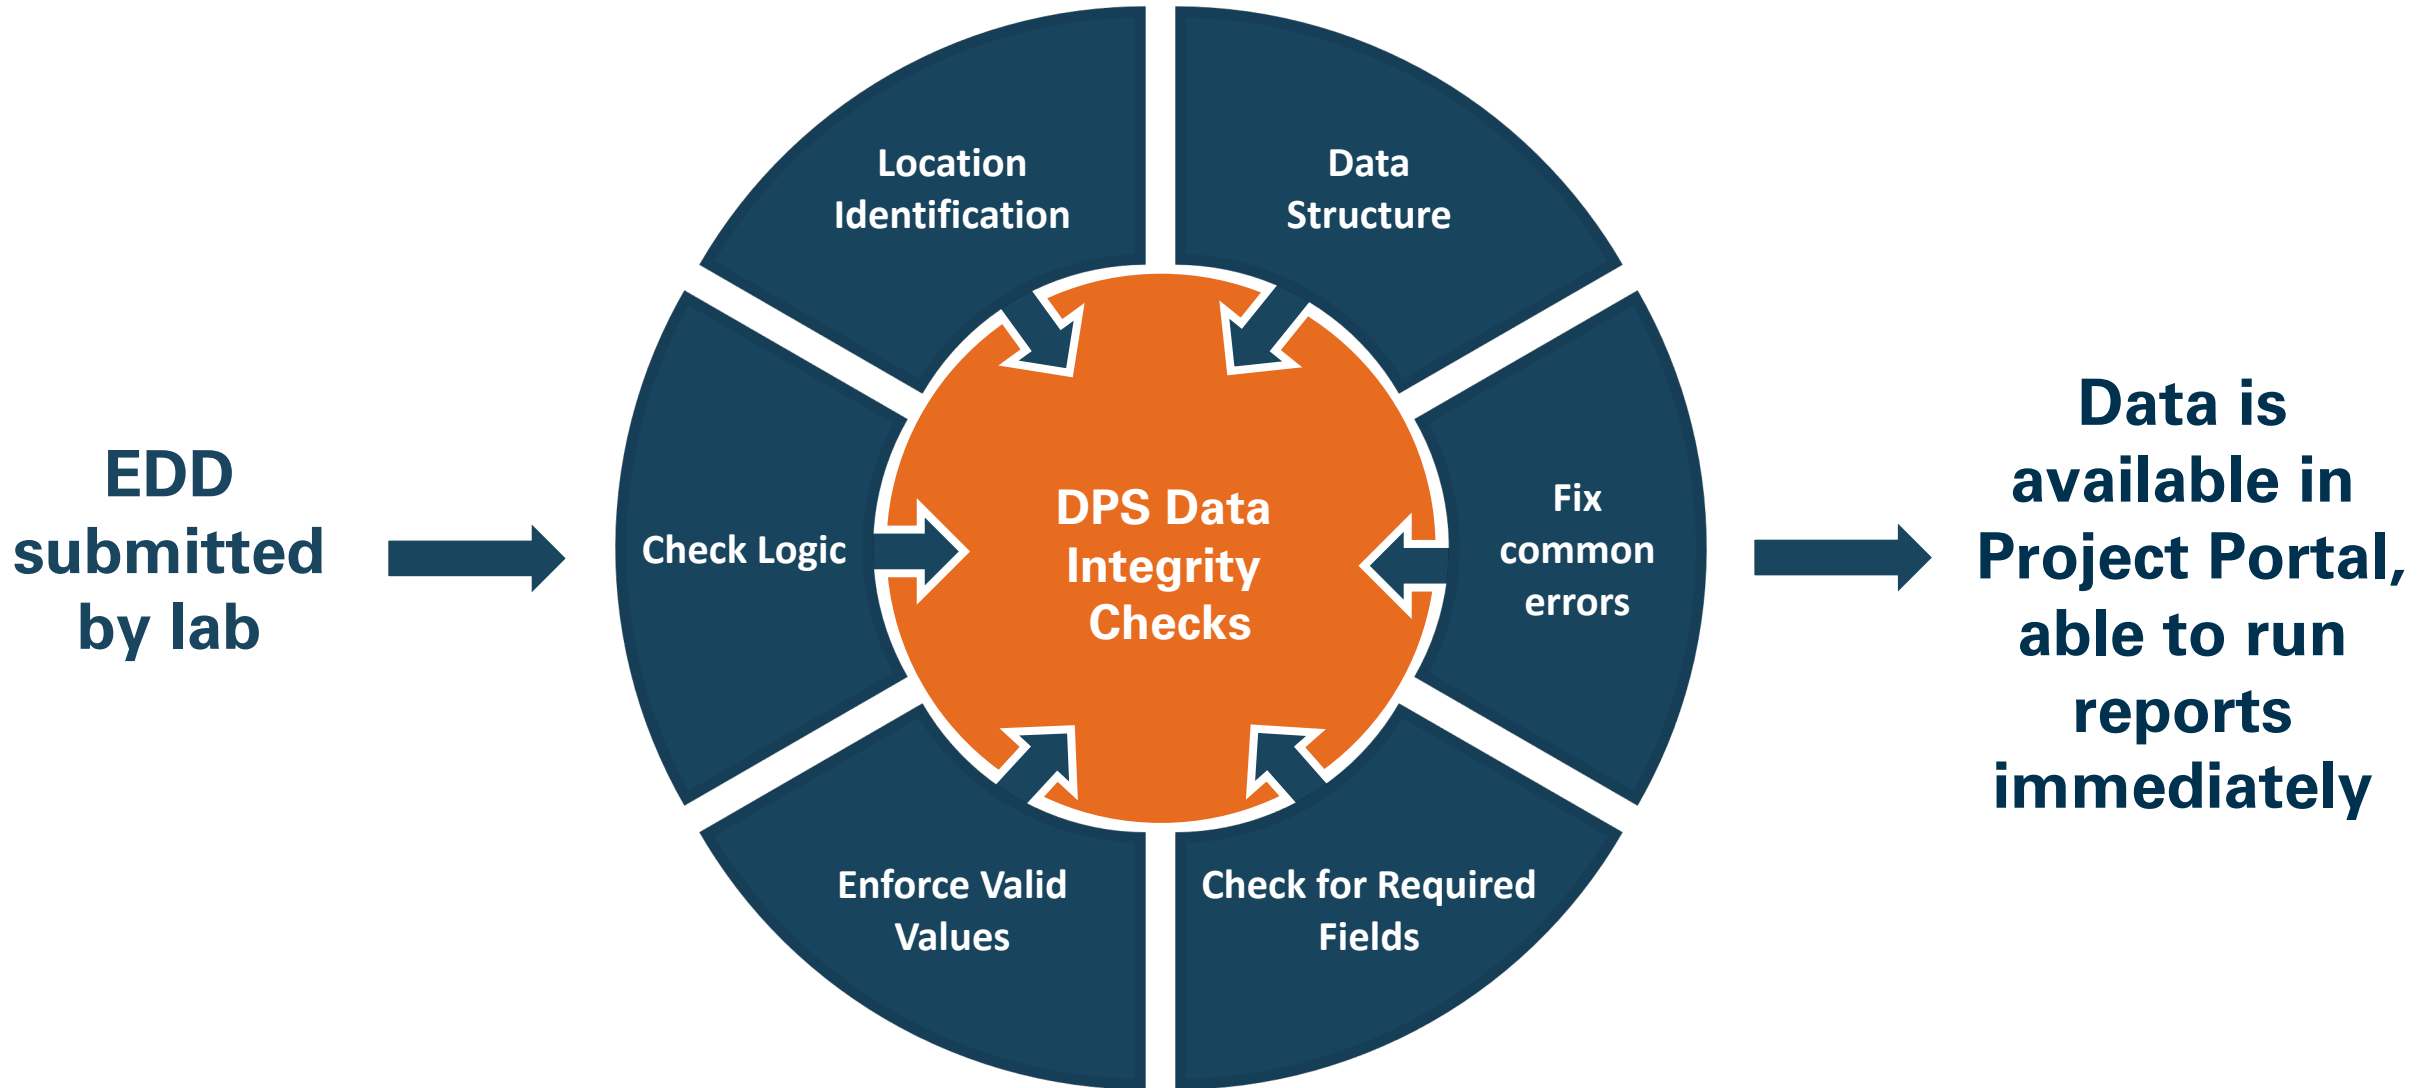 EDD
submitted
by lab
Location
Identification
Data
Structure
Check Logic
DPS Data
Integrity
Checks
Fix
common
errors
Enforce Valid
Values
Check for Required
Fields
Data is
available in
Project Portal,
able to run
reports
immediately